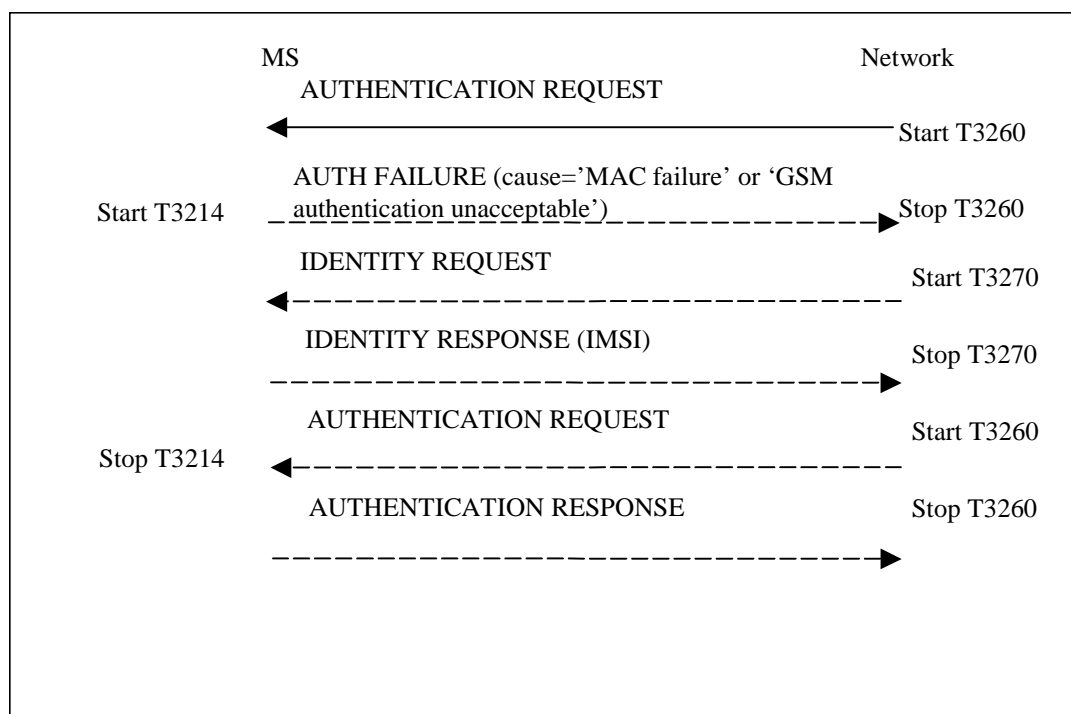 MS Network
AUTHENTICATION REQUEST
Start T3260
AUTH FAILURE (cause=’MAC failure’ or ‘GSM
authentication unacceptable’)
Start T3214
Stop T3260
IDENTITY REQUEST
Start T3270
IDENTITY RESPONSE (IMSI)
Stop T3270
AUTHENTICATION REQUEST
Start T3260
Stop T3214
AUTHENTICATION RESPONSE
Stop T3260